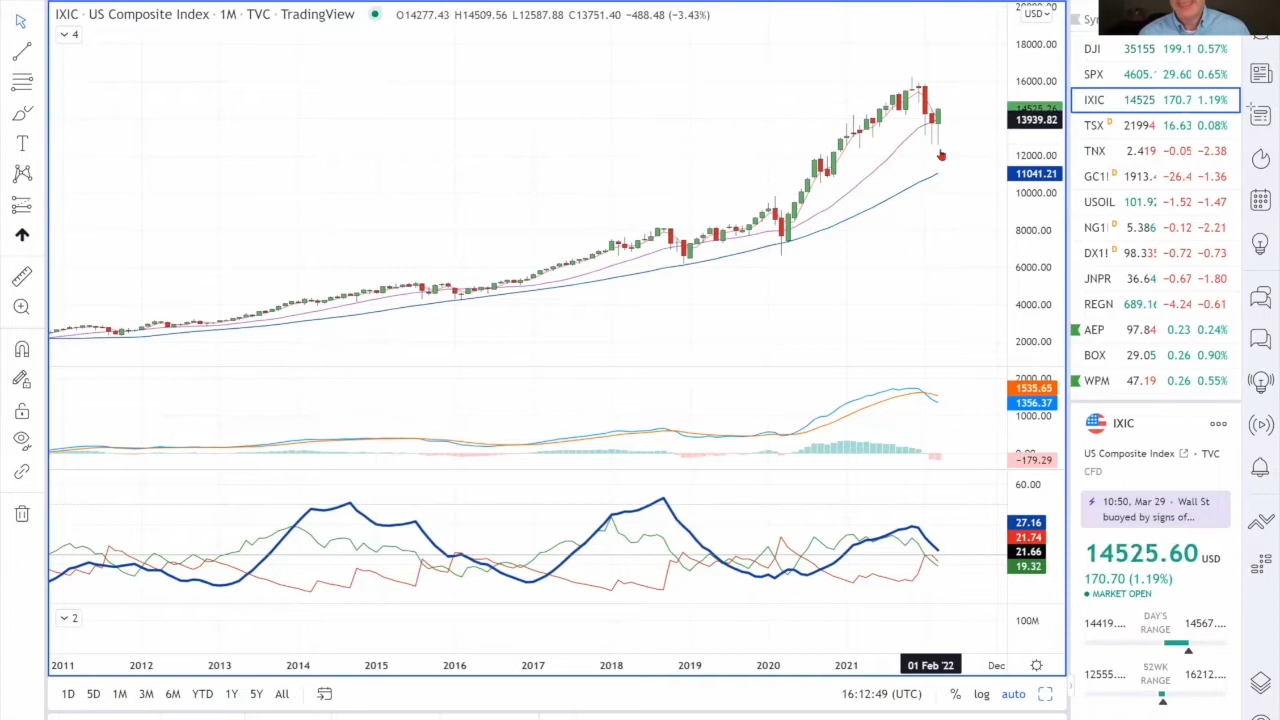 IXIC · US Composite Index · 1M · TVC · TradingView O14277.43 H14509.56 L12587.88 C13751.40 −488.48 (−3.43%)
4
USD
18000.00
16000.00
13939.82
12000.00
11041.21
10000.00
8000.00
6000.00
4000.00
2000.00
1535.65
1356.37
1000.00
−179.29
60.00
27.16
21.74
21.66
19.32
2
100M
2011 2012 2013 2014 2015 2016 2017 2018 2019 2020 2021 01 Feb '22 Dec
1D 5D 1M 3M 6M YTD 1Y 5Y All 16:12:49 (UTC) % log auto
DJI 35155 199.1 0.57%
SPX 4605. 29.60 0.65%
IXIC 14525 170.7 1.19%
TSX D 21994 16.63 0.08%
TNX 2.419 −0.05 −2.38
GC1! D 1913. −26.4 −1.36
USOIL 101.92 −1.52 −1.47
NG1! D 5.386 −0.12 −2.21
DX1! D 98.335 −0.72 −0.73
JNPR 36.64 −0.67 −1.80
REGN 689.16 −4.24 −0.61
AEP 97.84 0.23 0.24%
BOX 29.05 0.26 0.90%
WPM 47.19 0.26 0.55%
IXIC
US Composite Index · TVC
CFD
10:50, Mar 29 · Wall St
buoyed by signs of...
14525.60 USD
170.70 (1.19%)
MARKET OPEN
14419.... DAY'S RANGE 14567....
12555.... 52WK RANGE 16212....